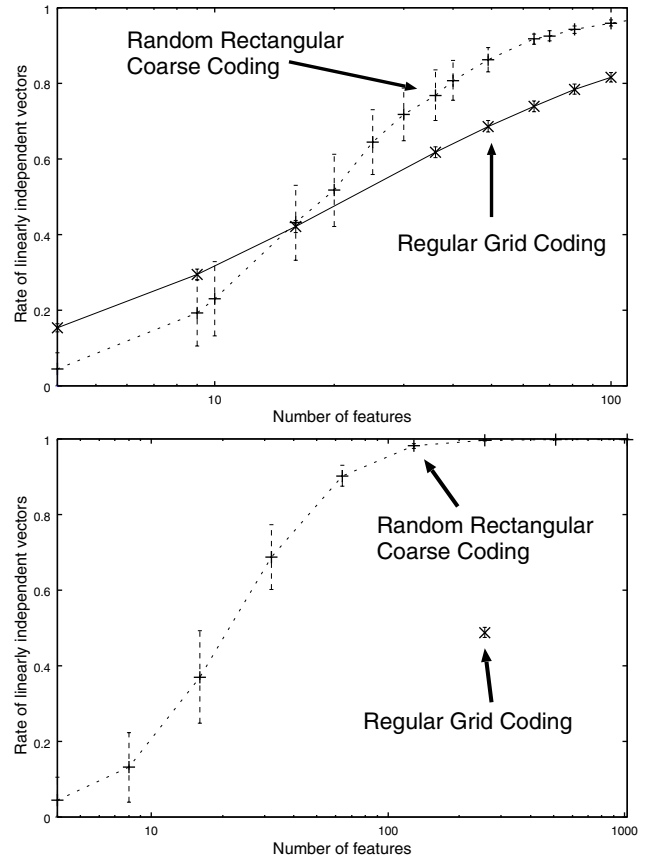 1
0.8
0.6
0.4
0.2
0
Rate of linearly independent vectors
Random Rectangular
Coarse Coding
Regular Grid Coding
10
100
Number of features
1
0.8
0.6
0.4
0.2
0
Rate of linearly independent vectors
Random Rectangular
Coarse Coding
Regular Grid Coding
10
100
1000
Number of features